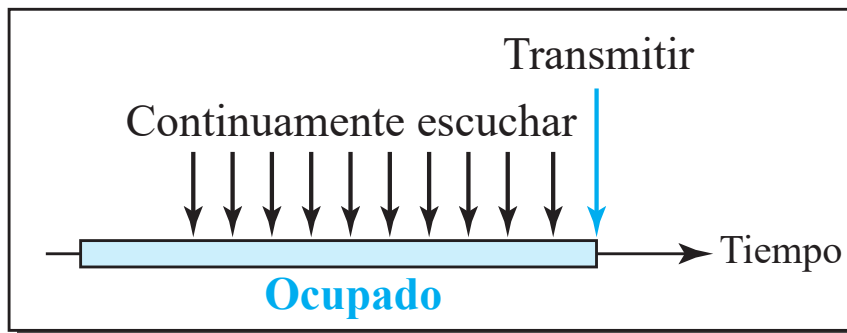 Transmitir
Continuamente escuchar
Tiempo
Ocupado